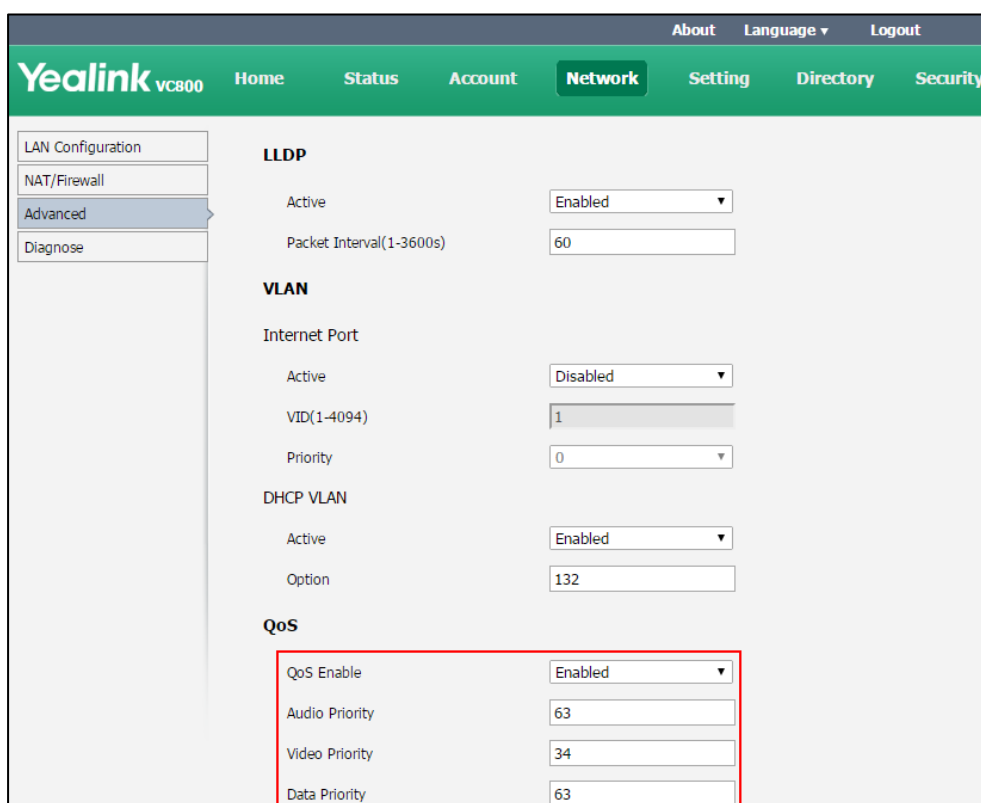 About Language ▾ Logout
Yealink VC800 Home Status Account Network Setting Directory Security
LAN Configuration
NAT/Firewall
Advanced
Diagnose
LLDP
Active Enabled
Packet Interval(1-3600s) 60
VLAN
Internet Port
Active Disabled
VID(1-4094) 1
Priority 0
DHCP VLAN
Active Enabled
Option 132
QoS
QoS Enable Enabled
Audio Priority 63
Video Priority 34
Data Priority 63